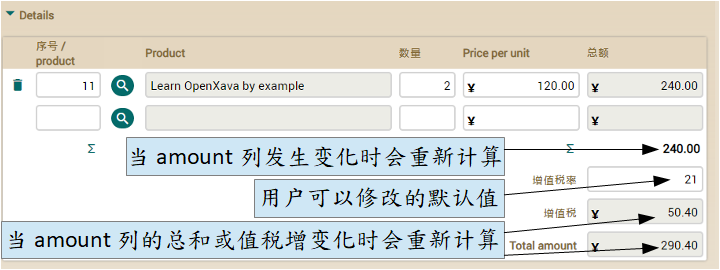 Details
序号 /
product
Product
数量
Price per unit
总额
11
Learn OpenXava by example
2
¥ 120.00
¥ 240.00
¥
¥
Σ
Σ
240.00
当 amount 列发生变化时会重新计算
增值税率
21
用户可以修改的默认值
增值税
¥ 50.40
当 amount 列的总和或值税增变化时会重新计算
Total amount
¥ 290.40